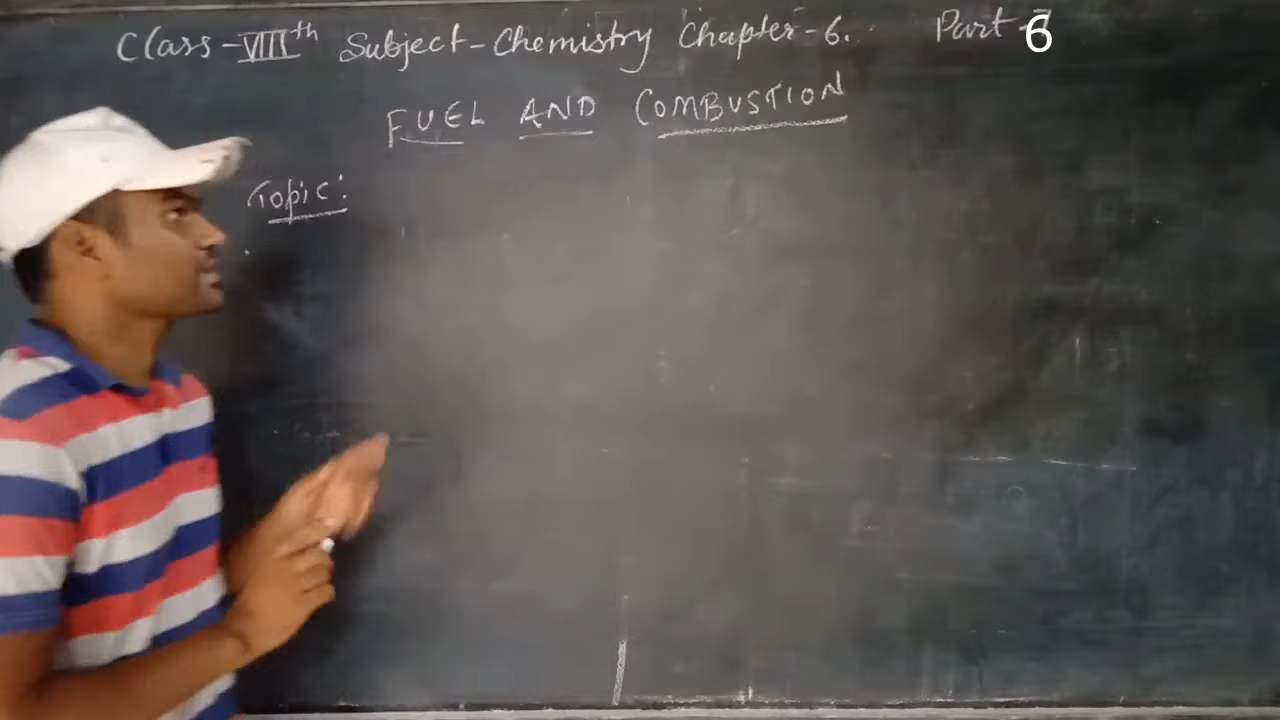 Class-VIIIth Subject-Chemistry Chapter-6. Part-6
FUEL AND COMBUSTION
Topic: